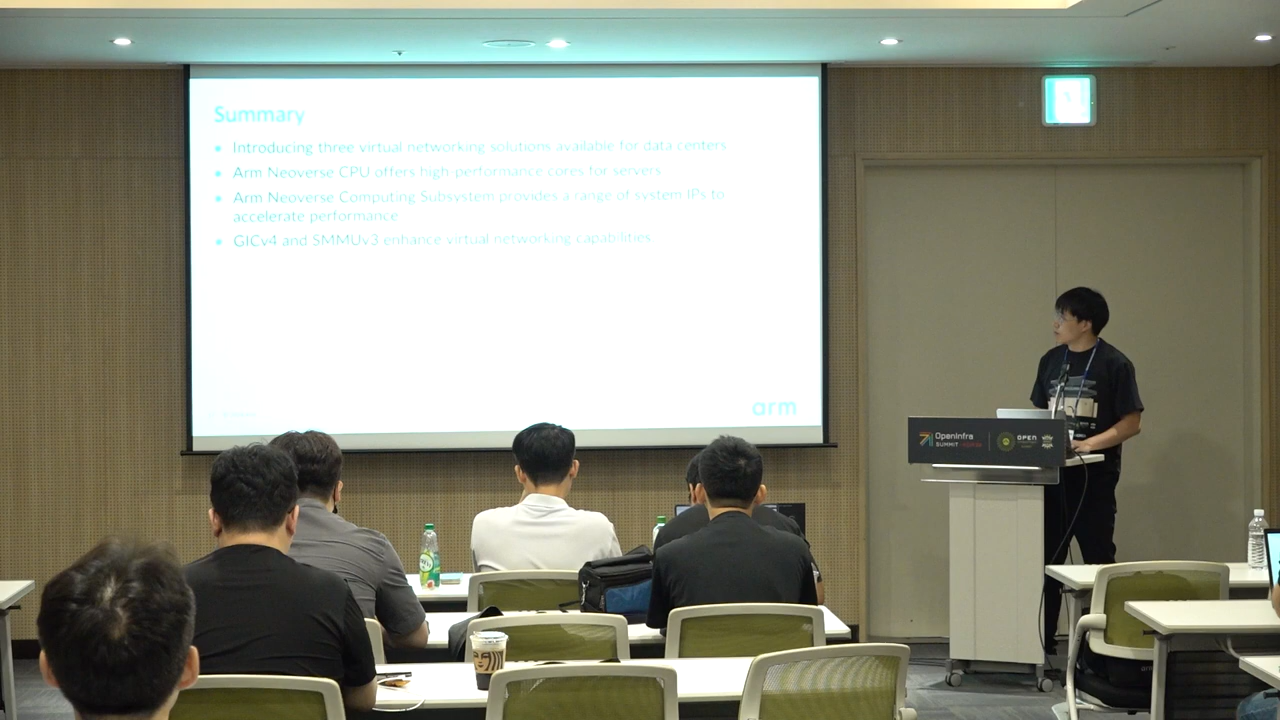 Summary
Introducing three virtual networking solutions available for data centers
Arm Neoverse CPU offers high performance cores for servers
Arm Neoverse Computing Subsystem provides a range of system IPs to
accelerate performance
GICv4 and SMMUv3 enhance virtual networking capabilities.
arm
OpenInfra
SUMMIT
OPEN